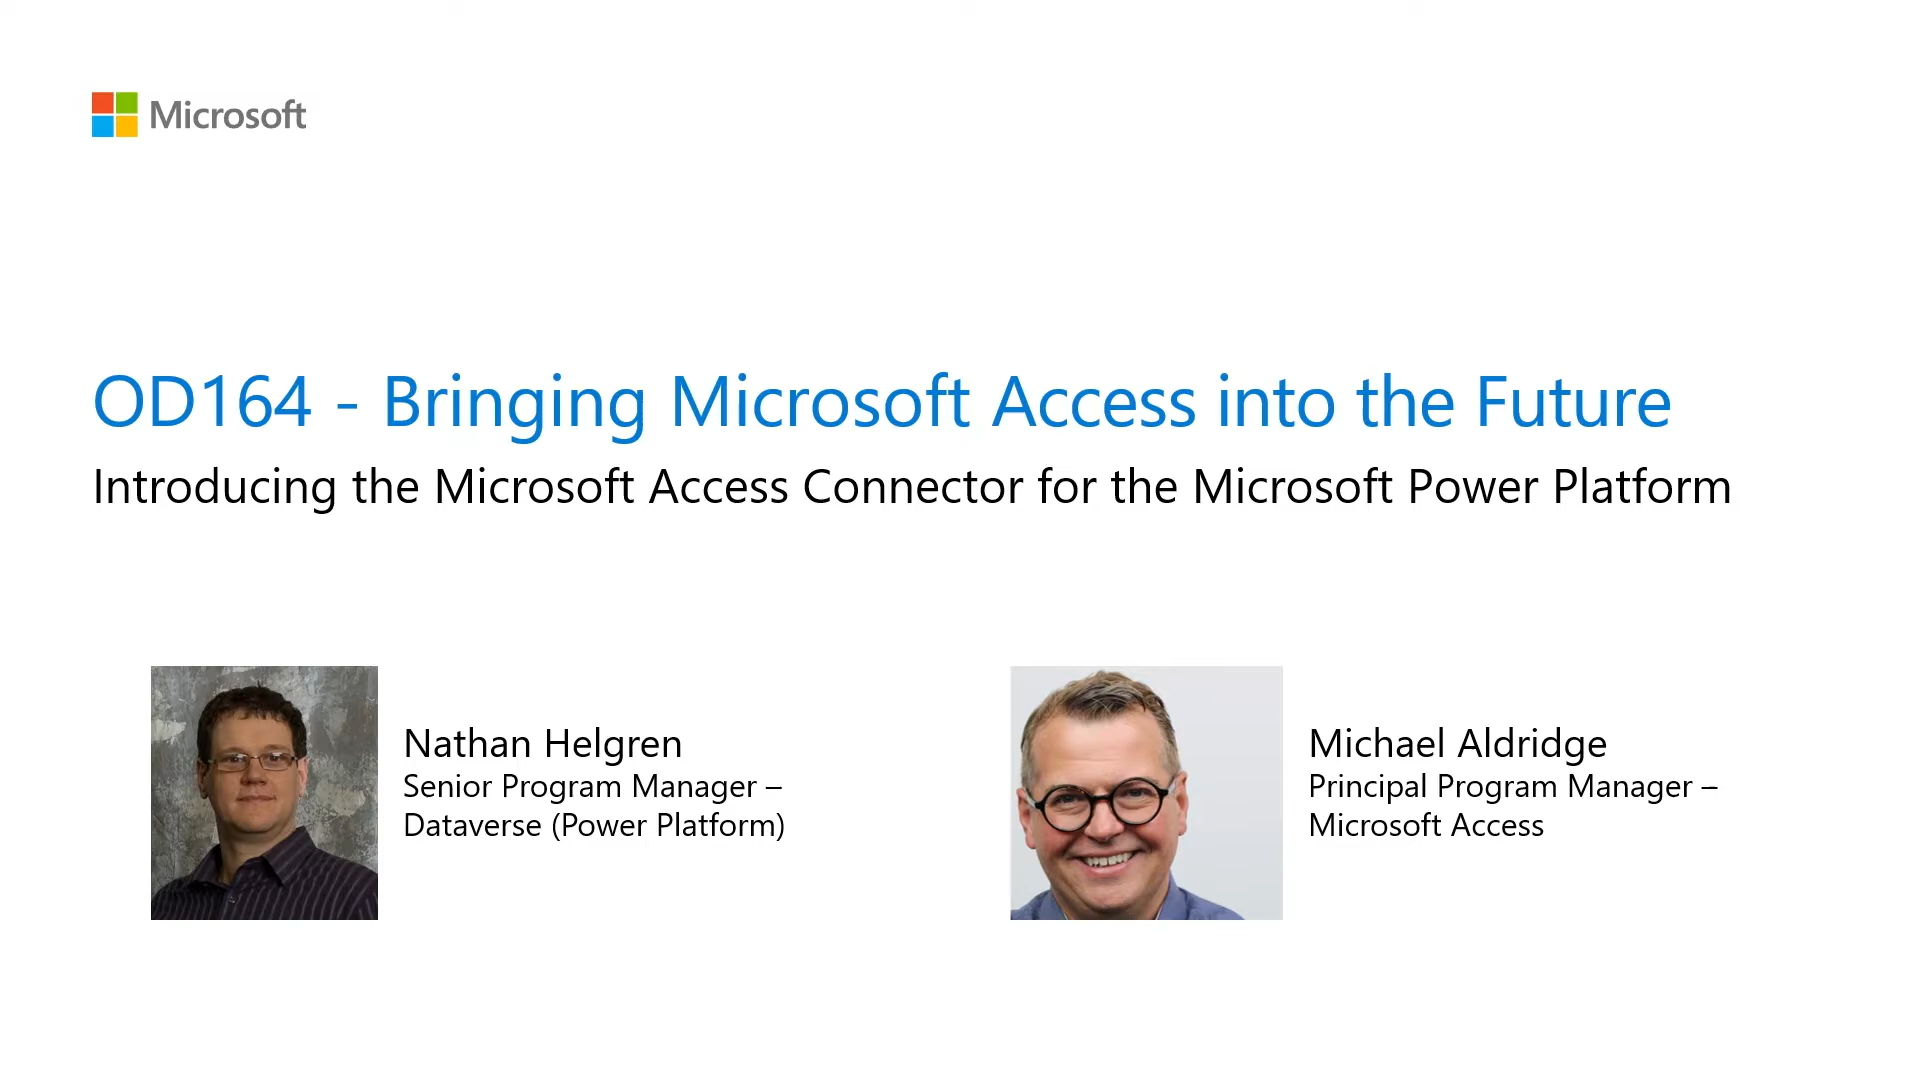 Microsoft
OD164 - Bringing Microsoft Access into the Future
Introducing the Microsoft Access Connector for the Microsoft Power Platform
Nathan Helgren
Senior Program Manager –
Dataverse (Power Platform)
Michael Aldridge
Principal Program Manager –
Microsoft Access